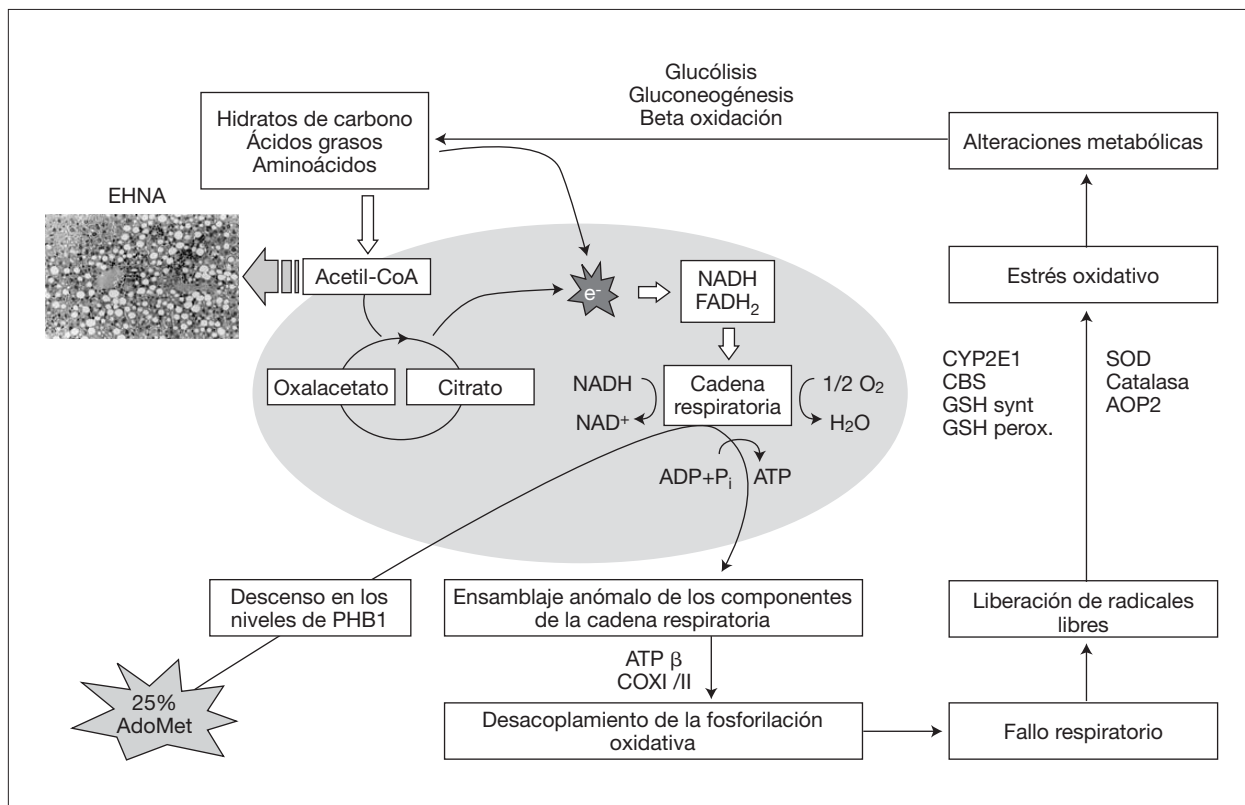 Glucólisis
Gluconeogénesis
Beta oxidación
Hidratos de carbono
Ácidos grasos
Aminoácidos
Alteraciones metabólicas
EHNA
Acetil-CoA
e-
NADH
FADH2
Estrés oxidativo
Oxalacetato
Citrato
NADH
NAD+
Cadena
respiratoria
1/2 O2
H2O
CYP2E1
CBS
GSH synt
GSH perox.
SOD
Catalasa
AOP2
ADP+Pi
ATP
Descenso en los
niveles de PHB1
Ensamblaje anómalo de los componentes
de la cadena respiratoria
Liberación de radicales
libres
ATP β
COXI /II
25%
AdoMet
Desacoplamiento de la fosforilación
oxidativa
Fallo respiratorio